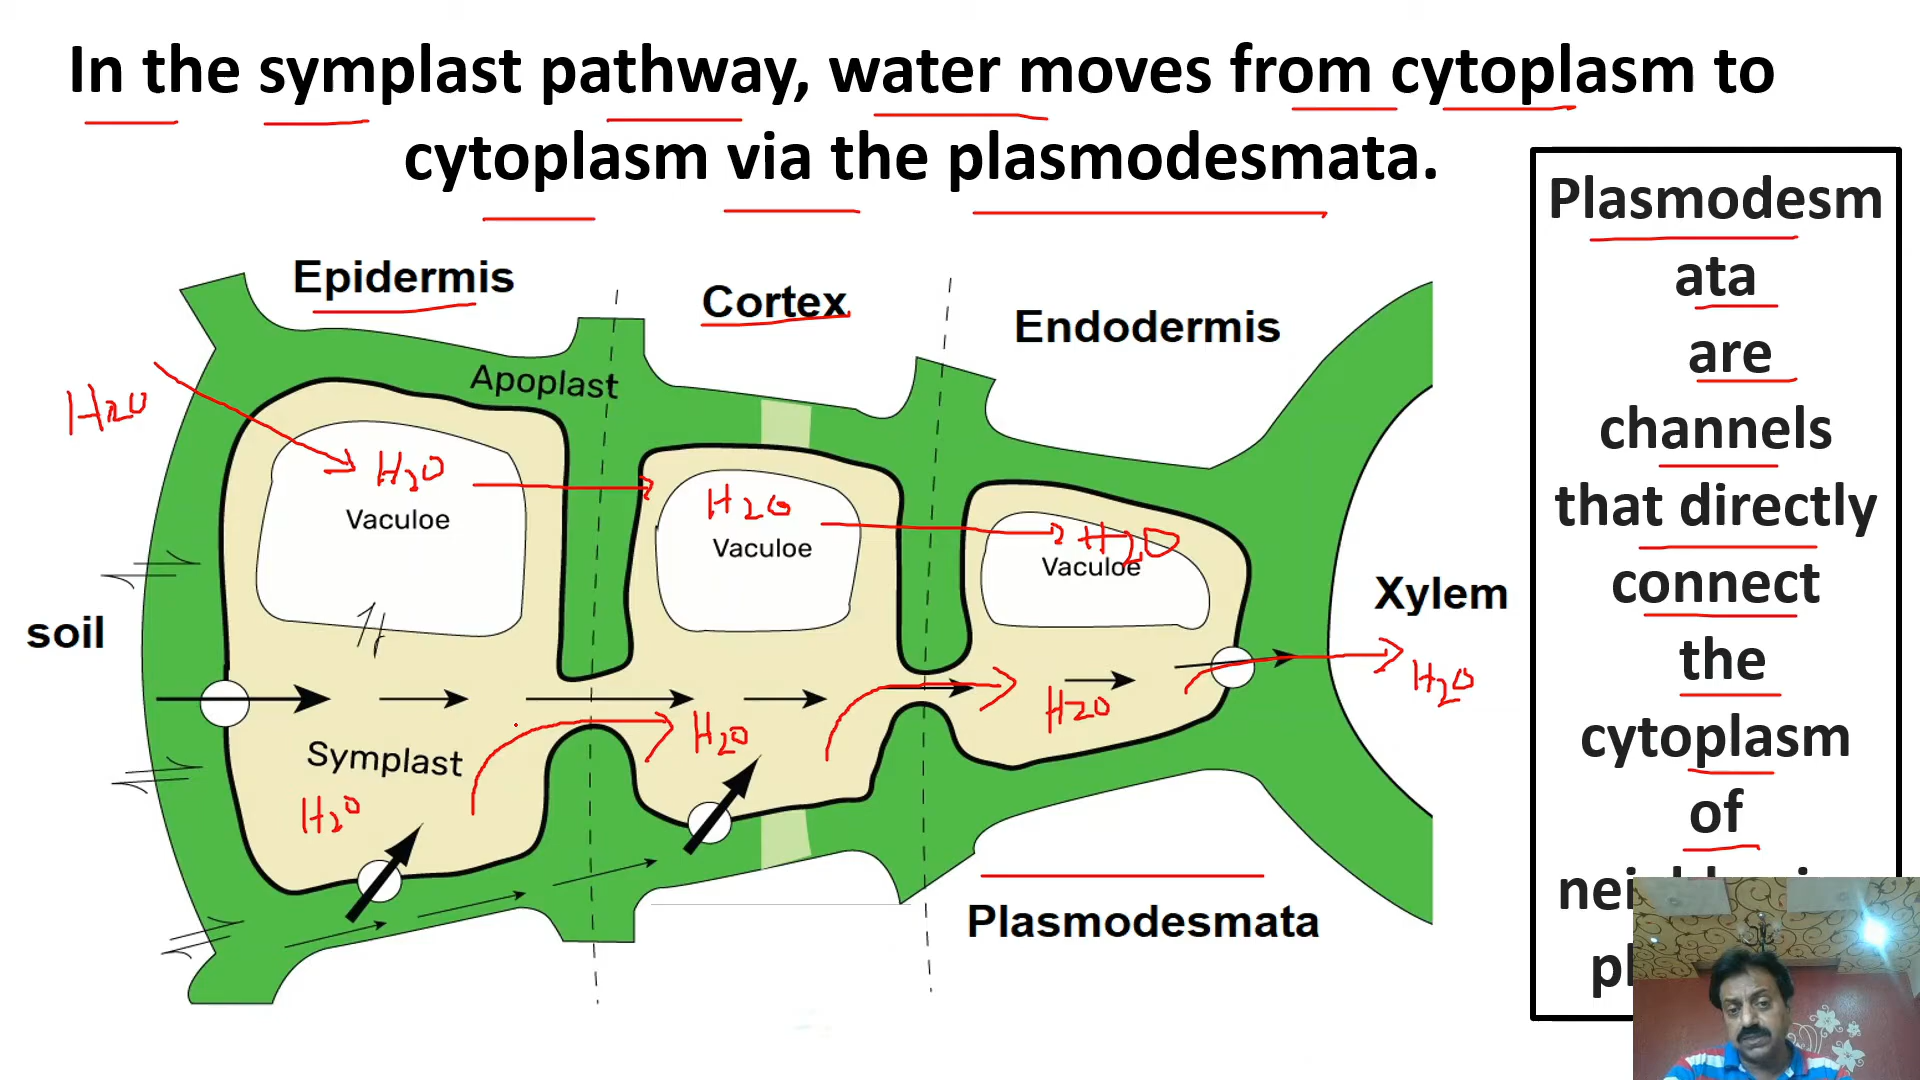 In the symplast pathway, water moves from cytoplasm to
cytoplasm via the plasmodesmata.
Plasmodesm
ata
are
channels
that directly
connect
the
cytoplasm
of
Epidermis
Cortex
Endodermis
Apoplast
H2O
H2O
H2O
H2O
Vaculoe
Vaculoe
Vaculoe
soil
Xylem
H2O
H2O
H2O
Symplast
H2O
Plasmodesmata